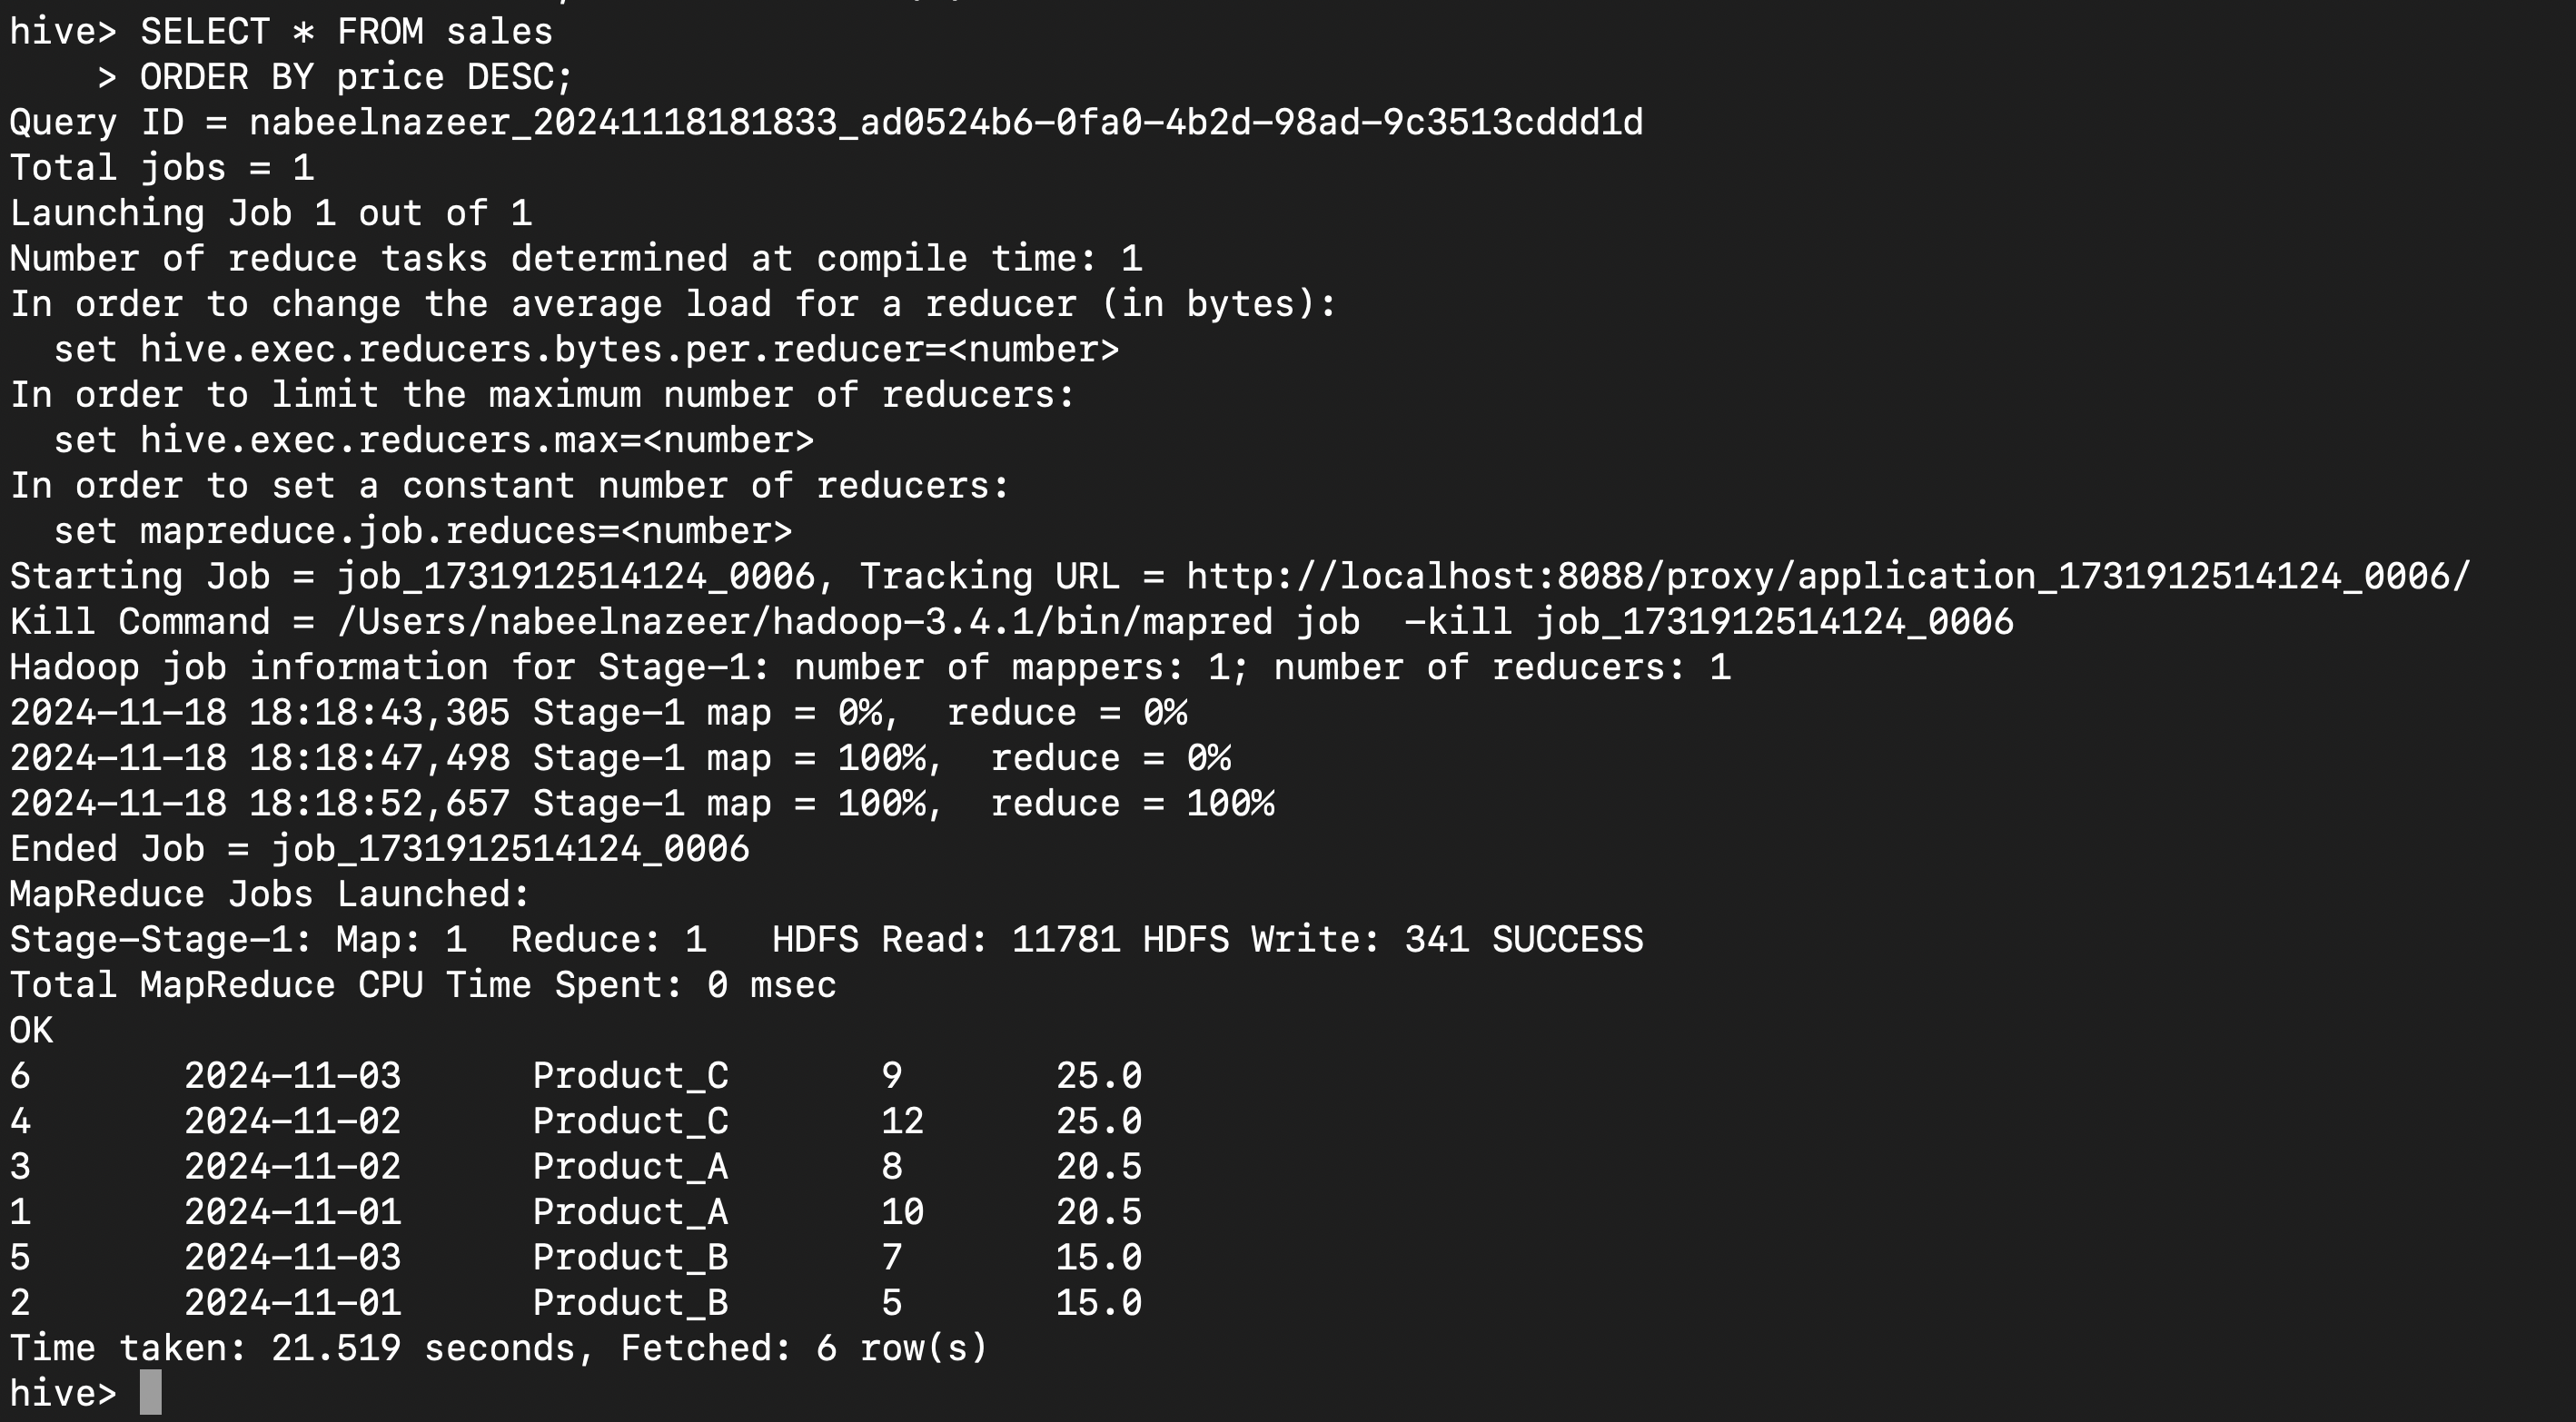 hive> SELECT * FROM sales
    > ORDER BY price DESC;
Query ID = nabeelnazeer_20241118181833_ad0524b6-0fa0-4b2d-98ad-9c3513cddd1d
Total jobs = 1
Launching Job 1 out of 1
Number of reduce tasks determined at compile time: 1
In order to change the average load for a reducer (in bytes):
  set hive.exec.reducers.bytes.per.reducer=<number>
In order to limit the maximum number of reducers:
  set hive.exec.reducers.max=<number>
In order to set a constant number of reducers:
  set mapreduce.job.reduces=<number>
Starting Job = job_1731912514124_0006, Tracking URL = http://localhost:8088/proxy/application_1731912514124_0006/
Kill Command = /Users/nabeelnazeer/hadoop-3.4.1/bin/mapred job  -kill job_1731912514124_0006
Hadoop job information for Stage-1: number of mappers: 1; number of reducers: 1
2024-11-18 18:18:43,305 Stage-1 map = 0%,  reduce = 0%
2024-11-18 18:18:47,498 Stage-1 map = 100%,  reduce = 0%
2024-11-18 18:18:52,657 Stage-1 map = 100%,  reduce = 100%
Ended Job = job_1731912514124_0006
MapReduce Jobs Launched:
Stage-Stage-1: Map: 1  Reduce: 1   HDFS Read: 11781 HDFS Write: 341 SUCCESS
Total MapReduce CPU Time Spent: 0 msec
OK
6       2024-11-03      Product_C       9       25.0
4       2024-11-02      Product_C       12      25.0
3       2024-11-02      Product_A       8       20.5
1       2024-11-01      Product_A       10      20.5
5       2024-11-03      Product_B       7       15.0
2       2024-11-01      Product_B       5       15.0
Time taken: 21.519 seconds, Fetched: 6 row(s)
hive>